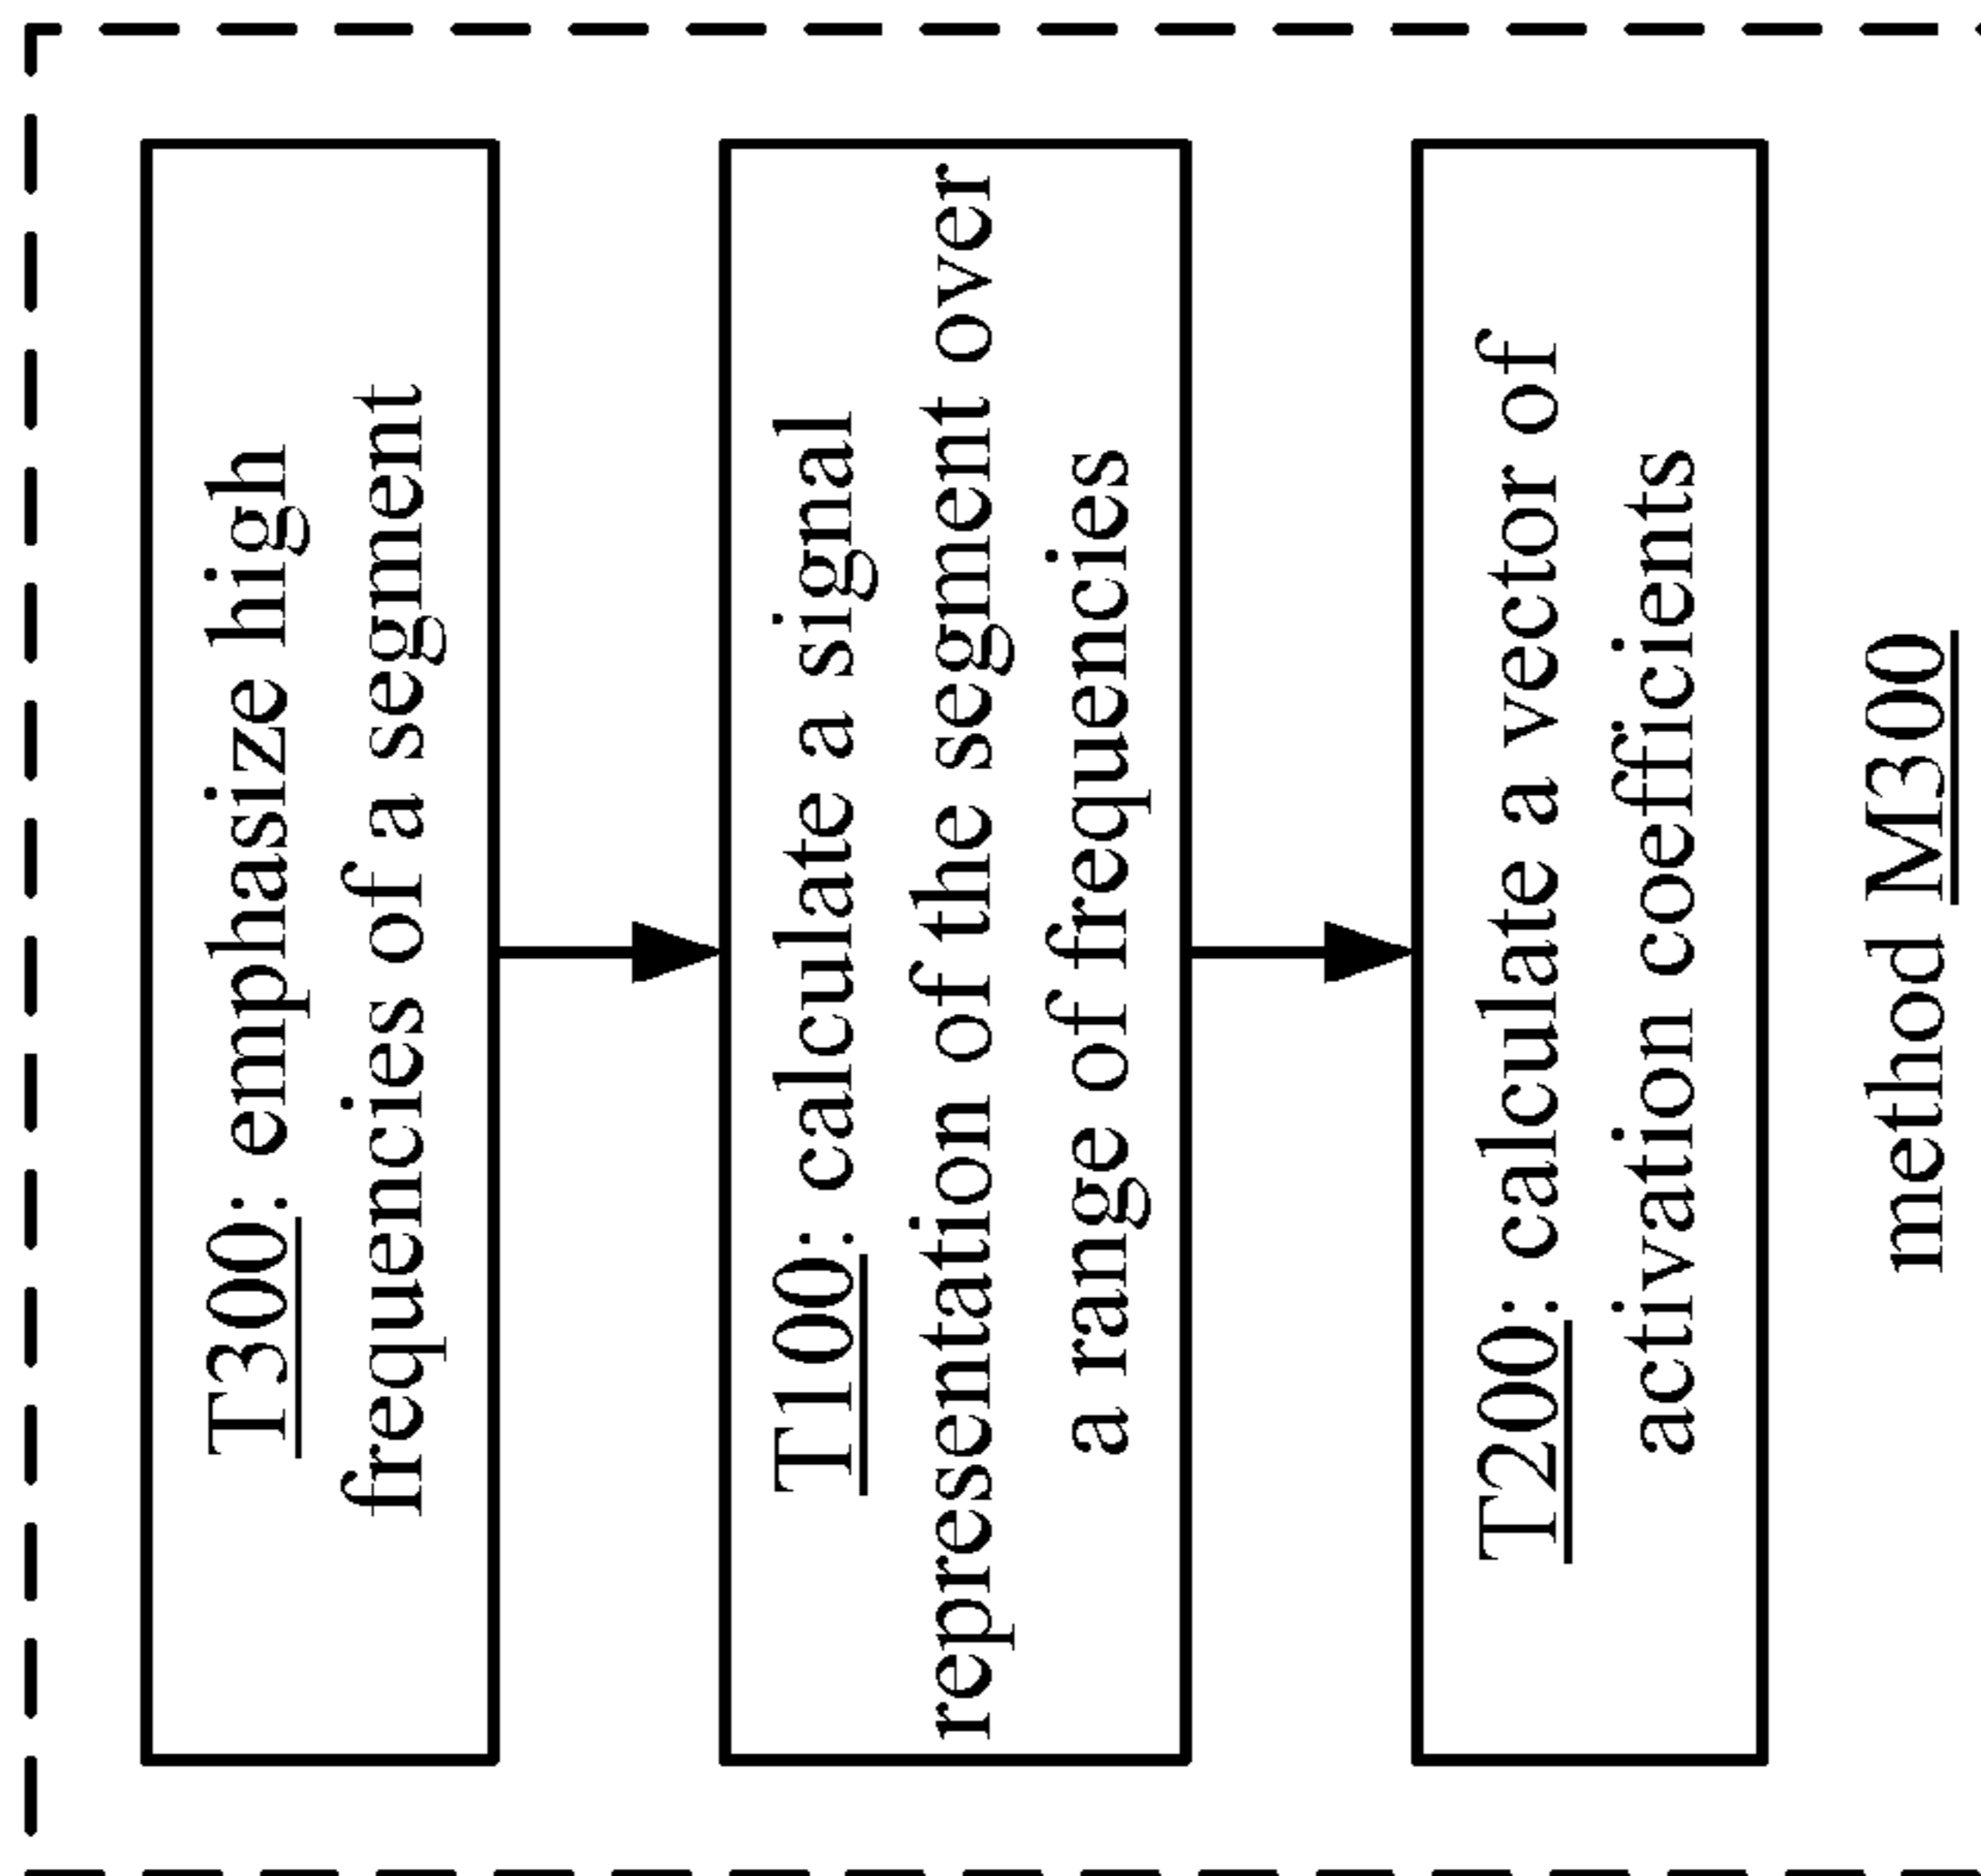 T300: emphasize high
frequencies of a segment
T100: calculate a signal
representation of the segment over
a range of frequencies
T200: calculate a vector of
activation coefficients
method M300